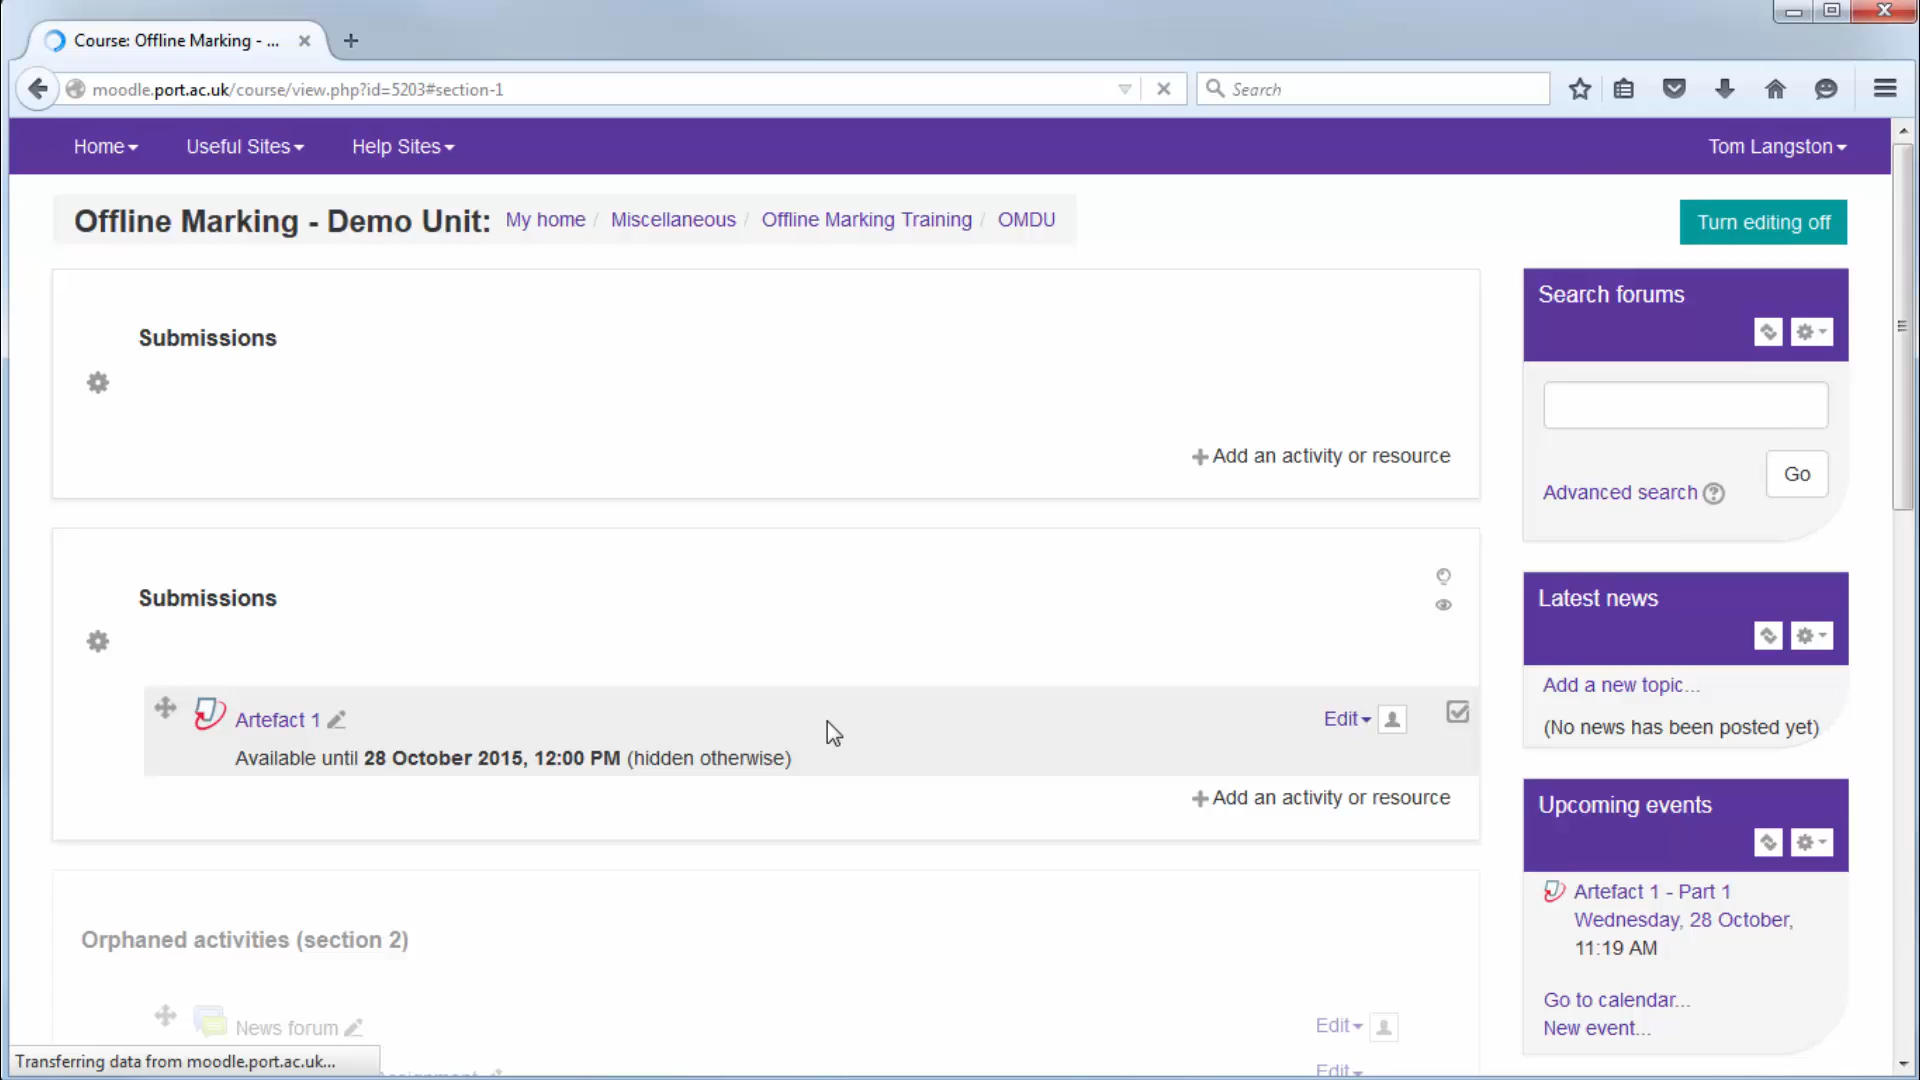 Course: Offline Marking - ...
moodle.port.ac.uk/course/view.php?id=5203#section-1
Search
Home
Useful Sites
Help Sites
Tom Langston
Offline Marking - Demo Unit:
My home / Miscellaneous / Offline Marking Training / OMDU
Turn editing off
Submissions
Add an activity or resource
Submissions
Artefact 1
Edit
Available until 28 October 2015, 12:00 PM (hidden otherwise)
Add an activity or resource
Orphaned activities (section 2)
News forum
Edit
Edit
Transferring data from moodle.port.ac.uk...
Search forums
Go
Advanced search
Latest news
Add a new topic...
(No news has been posted yet)
Upcoming events
Artefact 1 - Part 1
Wednesday, 28 October,
11:19 AM
Go to calendar...
New event...